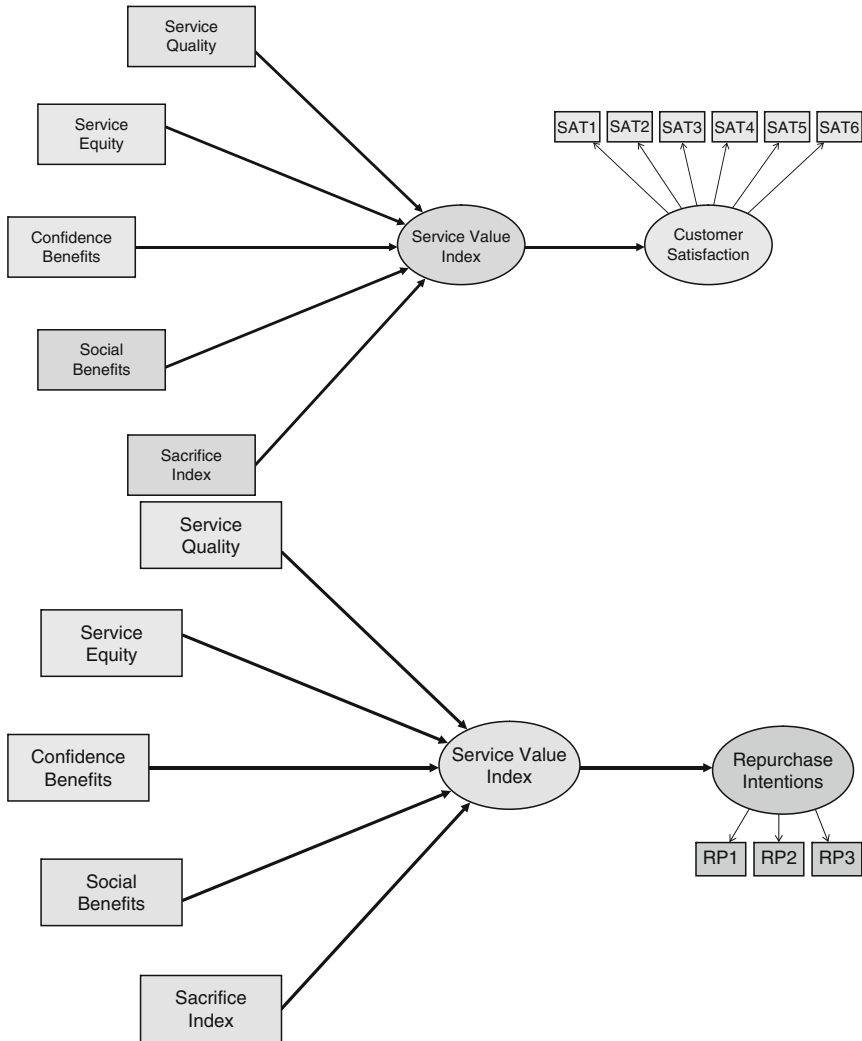 Service
Quality
Service
Equity
Confidence
Benefits
Social
Benefits
Sacrifice
Index
Service Value
Index
SAT1 SAT2 SAT3 SAT4 SAT5 SAT6
Customer
Satisfaction
Service
Quality
Service
Equity
Confidence
Benefits
Social
Benefits
Sacrifice
Index
Service Value
Index
Repurchase
Intentions
RP1 RP2 RP3